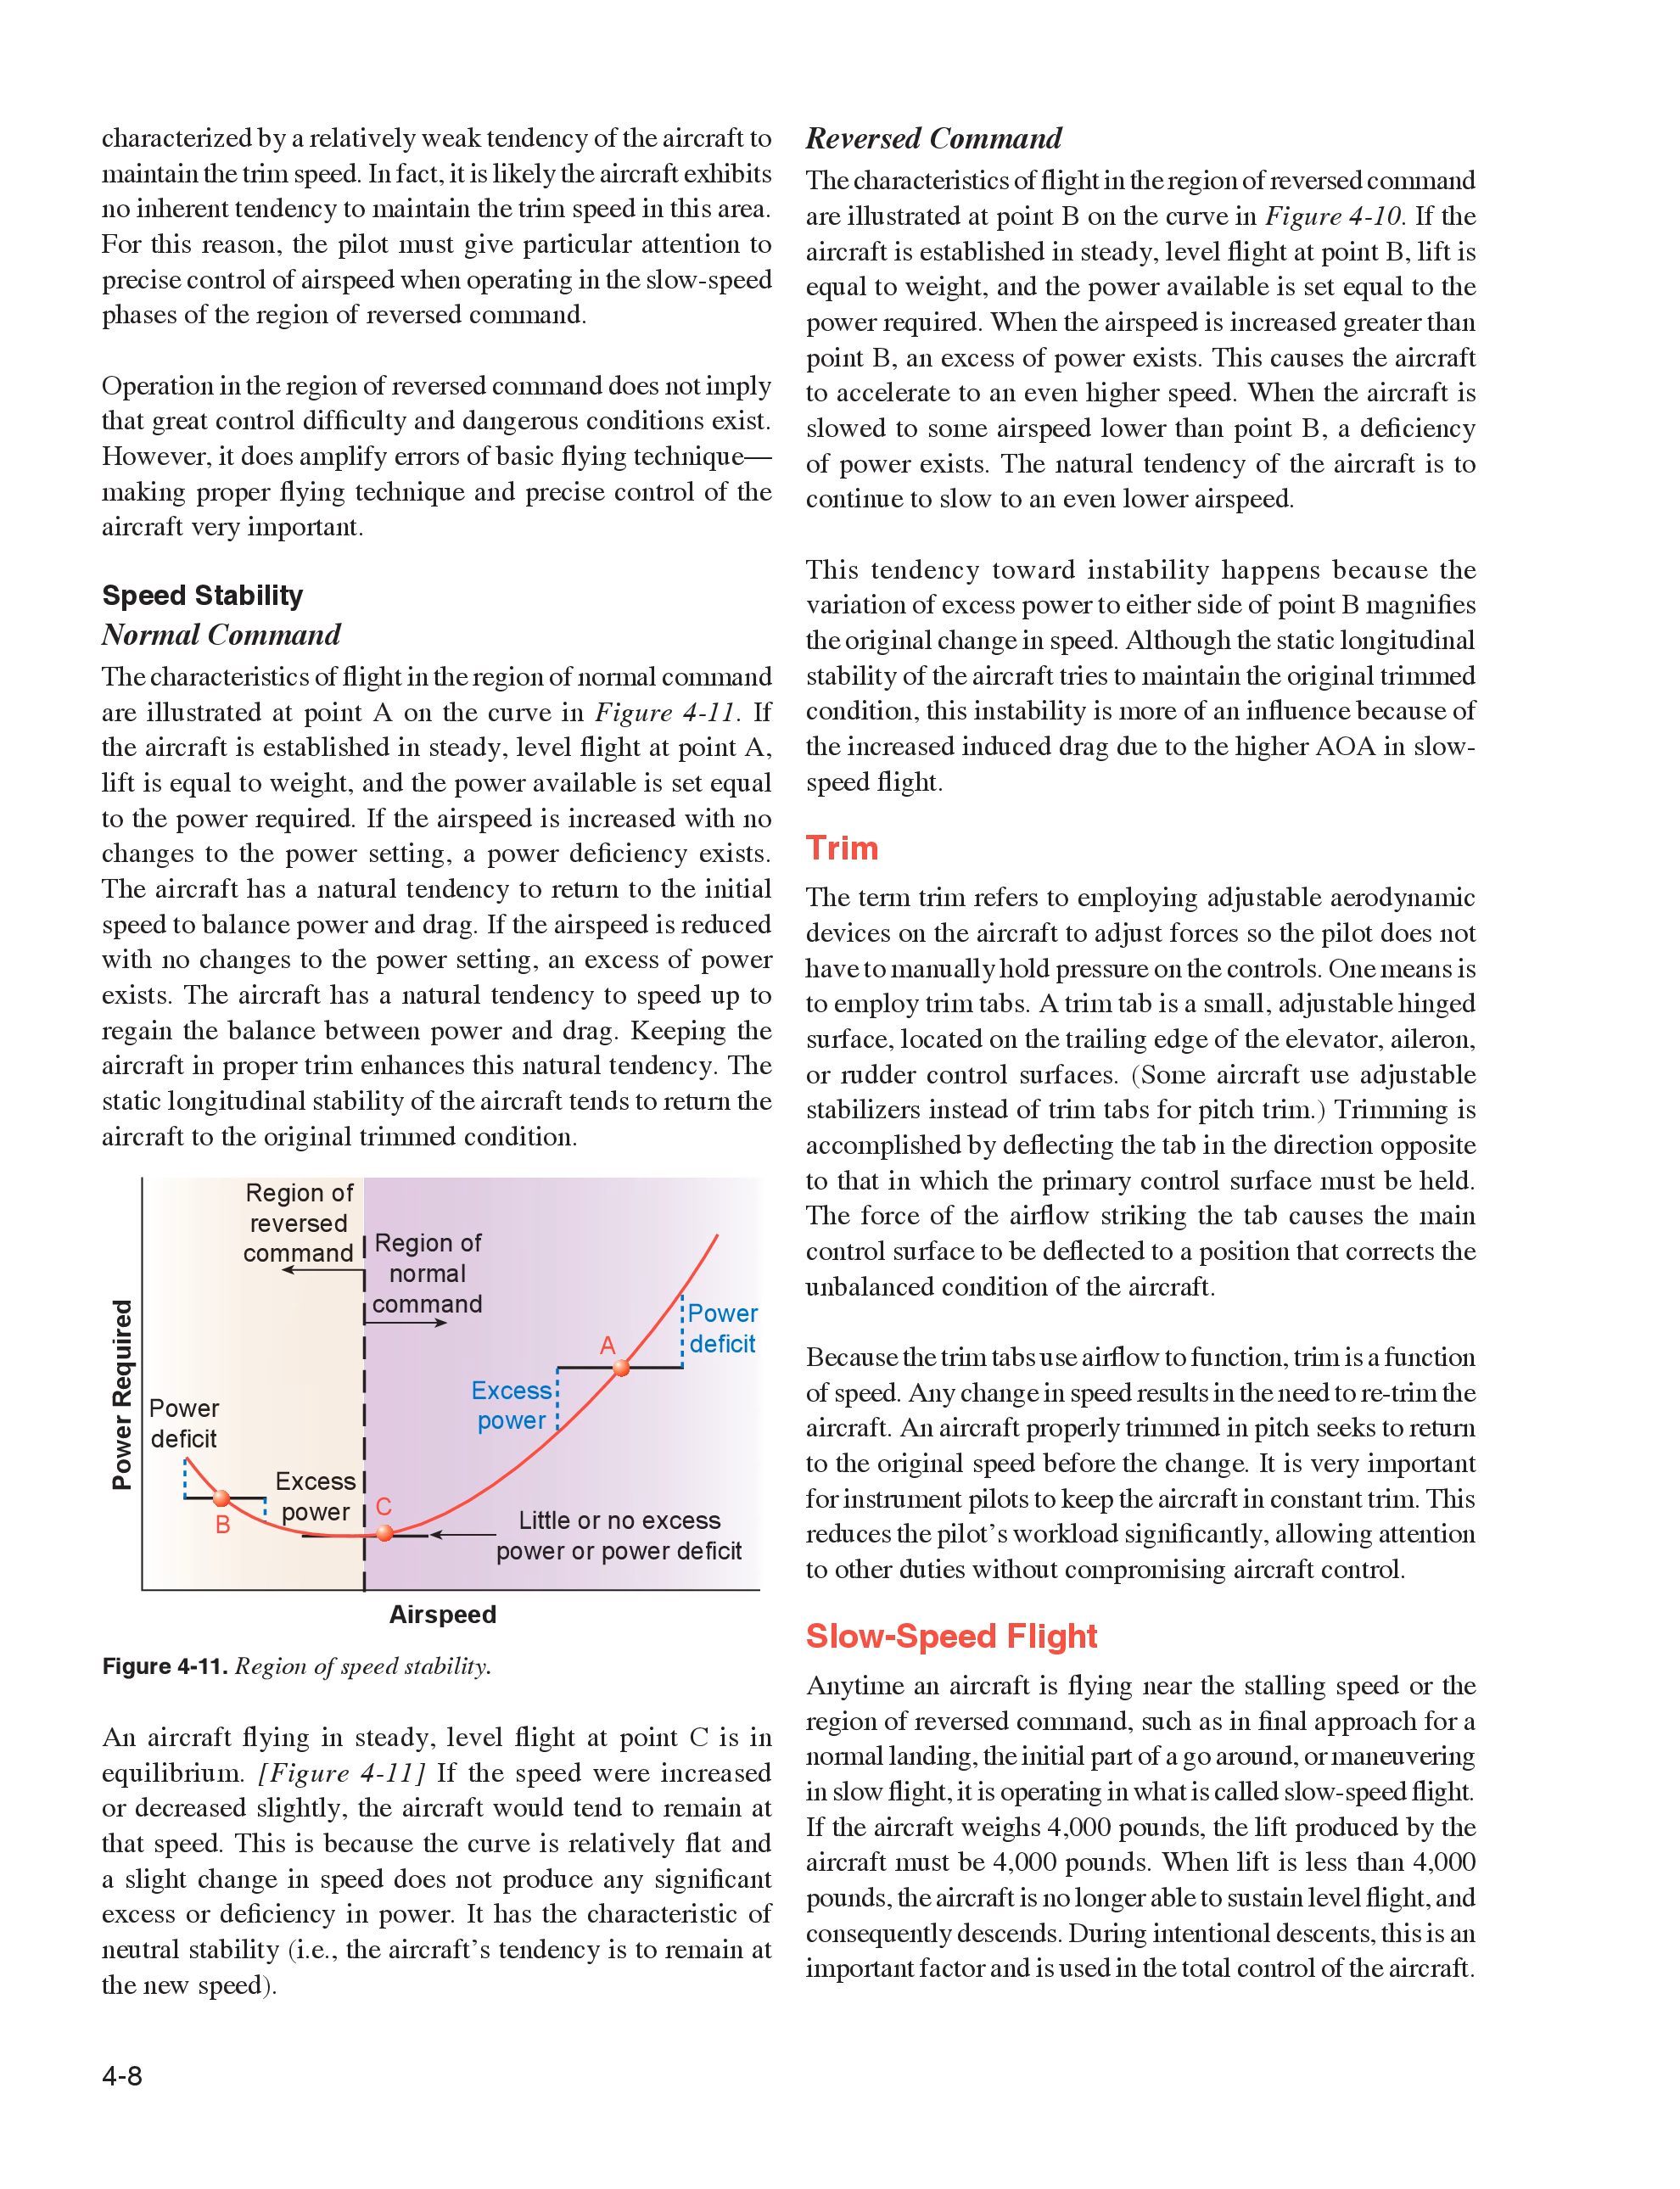 characterized by a relatively weak tendency of the aircraft to
maintain the trim speed. In fact, it is likely the aircraft exhibits
no inherent tendency to maintain the trim speed in this area.
For this reason, the pilot must give particular attention to
precise control of airspeed when operating in the slow-speed
phases of the region of reversed command.
Operation in the region of reversed command does not imply
that great control difficulty and dangerous conditions exist.
However, it does amplify errors of basic flying technique—
making proper flying technique and precise control of the
aircraft very important.
Speed Stability
Normal Command
The characteristics of flight in the region of normal command
are illustrated at point A on the curve in Figure 4-11. If
the aircraft is established in steady, level flight at point A,
lift is equal to weight, and the power available is set equal
to the power required. If the airspeed is increased with no
changes to the power setting, a power deficiency exists.
The aircraft has a natural tendency to return to the initial
speed to balance power and drag. If the airspeed is reduced
with no changes to the power setting, an excess of power
exists. The aircraft has a natural tendency to speed up to
regain the balance between power and drag. Keeping the
aircraft in proper trim enhances this natural tendency. The
static longitudinal stability of the aircraft tends to return the
aircraft to the original trimmed condition.
Region of
reversed
command
Region of
normal
command
Power
deficit
A
Excess
power
Power Required
Power
deficit
Excess
power
C
B
Little or no excess
power or power deficit
Airspeed
Figure 4-11. Region of speed stability.
An aircraft flying in steady, level flight at point C is in
equilibrium. [Figure 4-11] If the speed were increased
or decreased slightly, the aircraft would tend to remain at
that speed. This is because the curve is relatively flat and
a slight change in speed does not produce any significant
excess or deficiency in power. It has the characteristic of
neutral stability (i.e., the aircraft’s tendency is to remain at
the new speed).
Reversed Command
The characteristics of flight in the region of reversed command
are illustrated at point B on the curve in Figure 4-10. If the
aircraft is established in steady, level flight at point B, lift is
equal to weight, and the power available is set equal to the
power required. When the airspeed is increased greater than
point B, an excess of power exists. This causes the aircraft
to accelerate to an even higher speed. When the aircraft is
slowed to some airspeed lower than point B, a deficiency
of power exists. The natural tendency of the aircraft is to
continue to slow to an even lower airspeed.
This tendency toward instability happens because the
variation of excess power to either side of point B magnifies
the original change in speed. Although the static longitudinal
stability of the aircraft tries to maintain the original trimmed
condition, this instability is more of an influence because of
the increased induced drag due to the higher AOA in slow-
speed flight.
Trim
The term trim refers to employing adjustable aerodynamic
devices on the aircraft to adjust forces so the pilot does not
have to manually hold pressure on the controls. One means is
to employ trim tabs. A trim tab is a small, adjustable hinged
surface, located on the trailing edge of the elevator, aileron,
or rudder control surfaces. (Some aircraft use adjustable
stabilizers instead of trim tabs for pitch trim.) Trimming is
accomplished by deflecting the tab in the direction opposite
to that in which the primary control surface must be held.
The force of the airflow striking the tab causes the main
control surface to be deflected to a position that corrects the
unbalanced condition of the aircraft.
Because the trim tabs use airflow to function, trim is a function
of speed. Any change in speed results in the need to re-trim the
aircraft. An aircraft properly trimmed in pitch seeks to return
to the original speed before the change. It is very important
for instrument pilots to keep the aircraft in constant trim. This
reduces the pilot’s workload significantly, allowing attention
to other duties without compromising aircraft control.
Slow-Speed Flight
Anytime an aircraft is flying near the stalling speed or the
region of reversed command, such as in final approach for a
normal landing, the initial part of a go around, or maneuvering
in slow flight, it is operating in what is called slow-speed flight.
If the aircraft weighs 4,000 pounds, the lift produced by the
aircraft must be 4,000 pounds. When lift is less than 4,000
pounds, the aircraft is no longer able to sustain level flight, and
consequently descends. During intentional descents, this is an
important factor and is used in the total control of the aircraft.
4-8